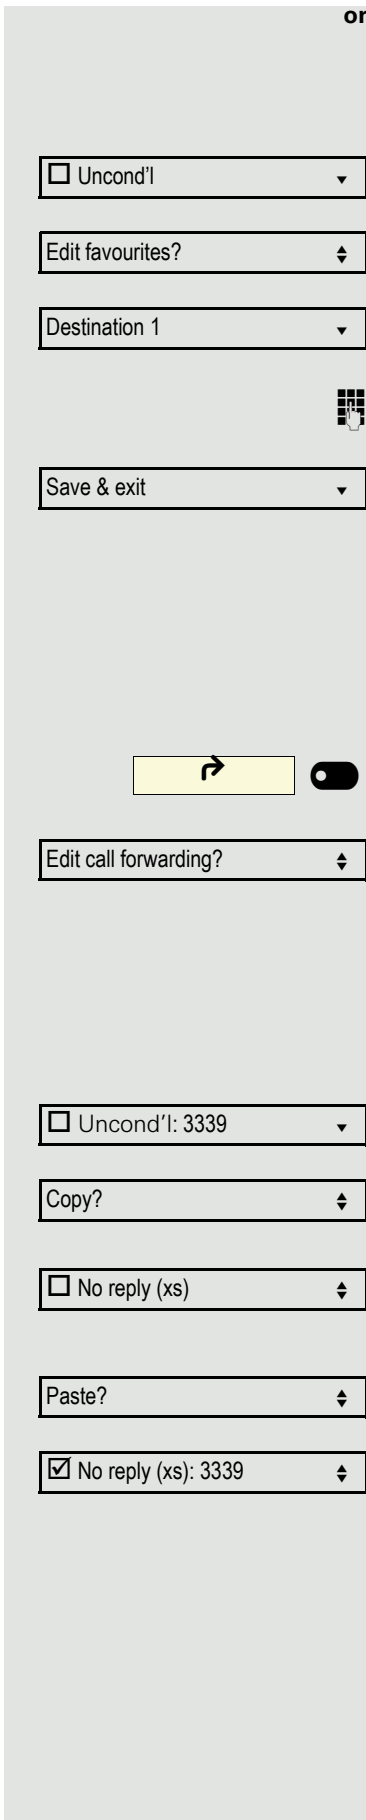 or
Uncond'l
Edit favourites?
Destination 1
Save & exit
Edit call forwarding?
Uncond'l: 3339
Copy?
No reply (xs)
Paste?
No reply (xs): 3339